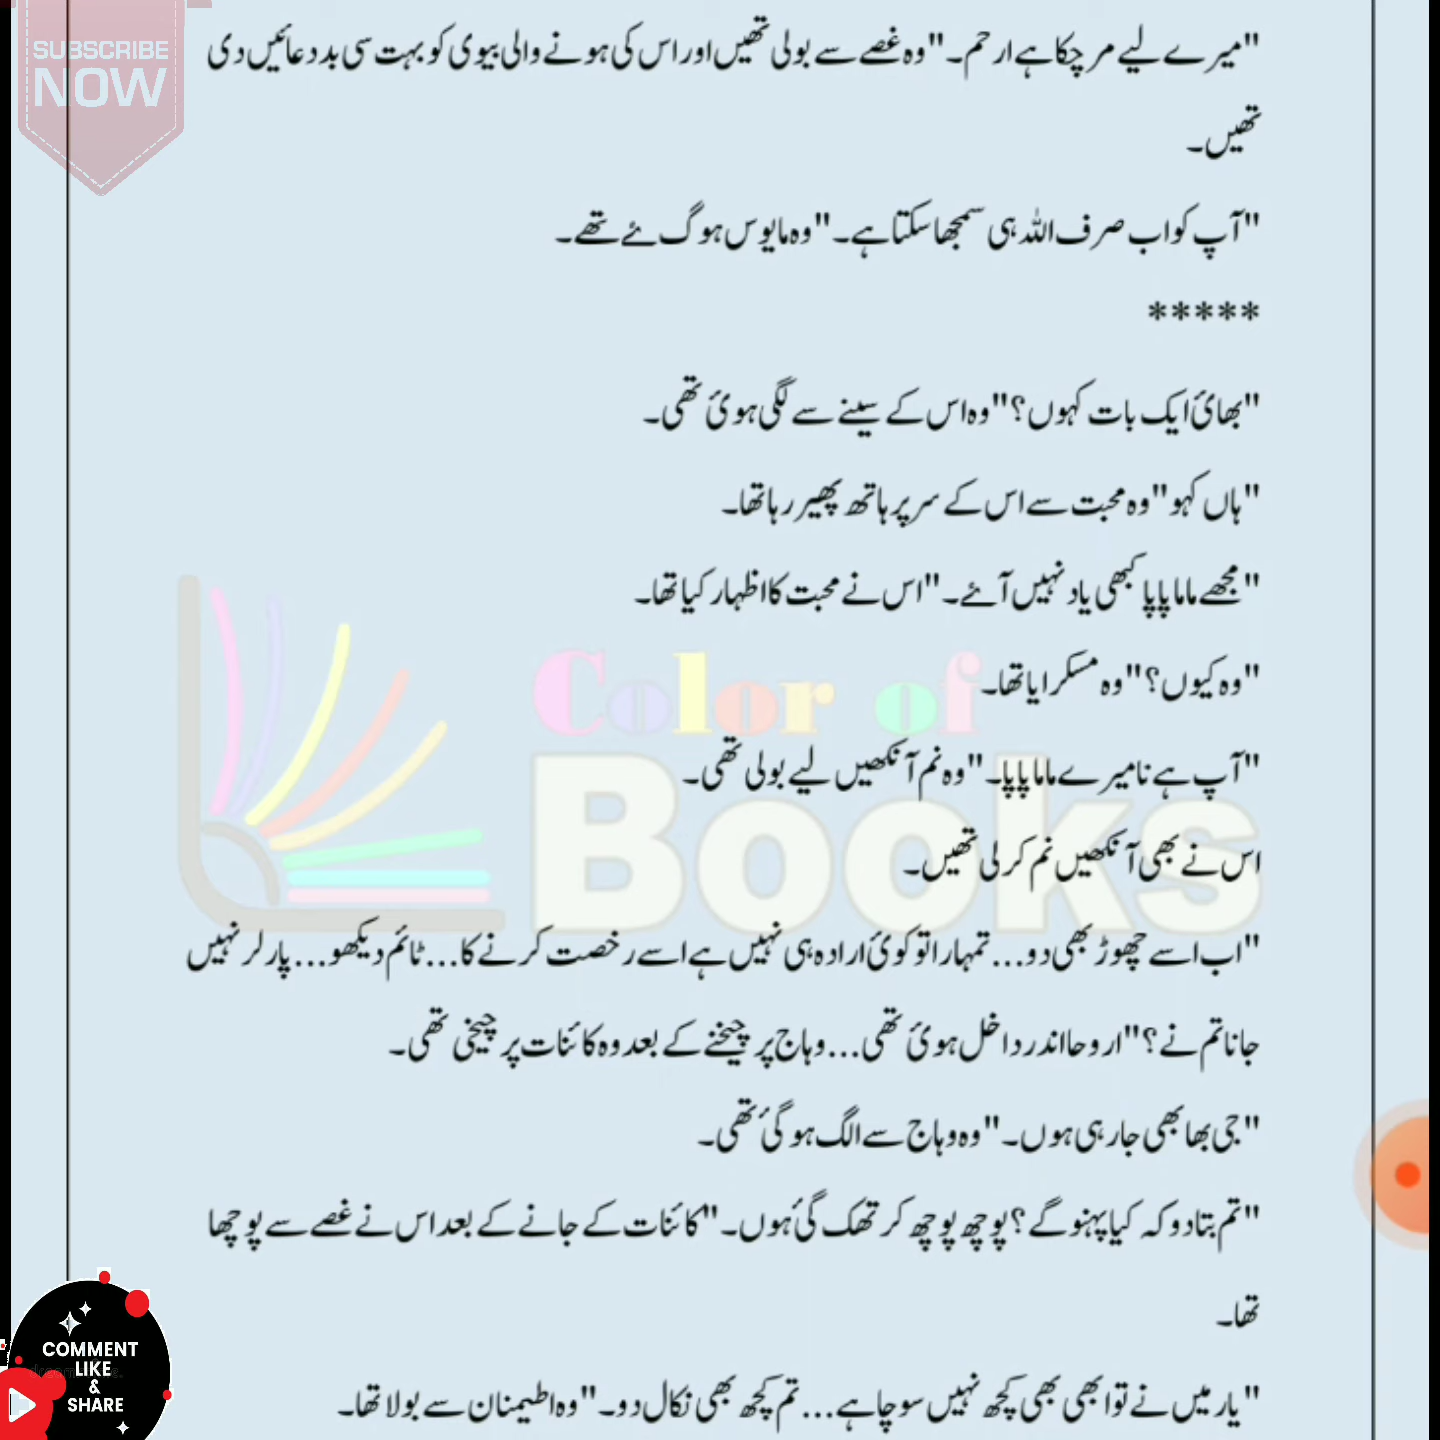 SUBSCRIBE
NOW
"میرے لیے مر چکا ہے ارحم۔" وہ غصے سے بولی تھیں اور اس کی ہونے والی بیوی کو بہت سی بددعائیں دی
تھیں۔
"آپ کو اب صرف اللہ ہی سمجھا سکتا ہے۔" وہ مایوس ہو گئے تھے۔
*****
"بھائ ایک بات کہوں؟" وہ اس کے سینے سے لگی ہوئ تھی۔
"ہاں کہو" وہ محبت سے اس کے سر پر ہاتھ پھیر رہا تھا۔
"مجھے ماما پاپا کبھی یاد نہیں آئے۔" اس نے محبت کا اظہار کیا تھا۔
"وہ کیوں؟" وہ مسکرایا تھا۔
"آپ ہے نا میرے ماما پاپا۔" وہ نم آنکھیں لیے بولی تھی۔
اس نے بھی آنکھیں نم کر لی تھیں۔
"اب اسے چھوڑ بھی دو... تمہارا تو کوئ ارادہ ہی نہیں ہے اسے رخصت کرنے کا... ٹائم دیکھو... پارلر نہیں
جانا تم نے؟" اروحا اندر داخل ہوئ تھی... وہاج پر چیخنے کے بعد وہ کائنات پر چیخی تھی۔
"جی بھابھی جا رہی ہوں۔" وہ وہاج سے الگ ہو گئ تھی۔
"تم بتا دو کہ کیا پہنو گے؟ پوچھ پوچھ کر تھک گئ ہوں۔" کائنات کے جانے کے بعد اس نے غصے سے پوچھا
تھا۔
"یار میں نے تو ابھی بھی کچھ نہیں سوچا ہے... تم کچھ بھی نکال دو۔" وہ اطیمنان سے بولا تھا۔
Color of
Books
COMMENT
LIKE
&
SHARE